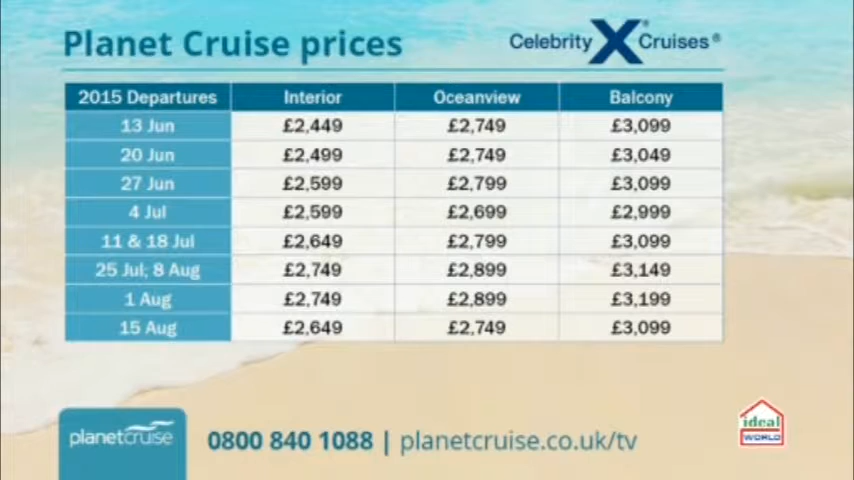 Planet Cruise prices
Celebrity X Cruises®
2015 Departures Interior Oceanview Balcony
13 Jun £2,449 £2,749 £3,099
20 Jun £2,499 £2,749 £3,049
27 Jun £2,599 £2,799 £3,099
4 Jul £2,599 £2,699 £2,999
11 & 18 Jul £2,649 £2,799 £3,099
25 Jul; 8 Aug £2,749 £2,899 £3,149
1 Aug £2,749 £2,899 £3,199
15 Aug £2,649 £2,749 £3,099
planetcruise
0800 840 1088 | planetcruise.co.uk/tv
ideal
WORLD